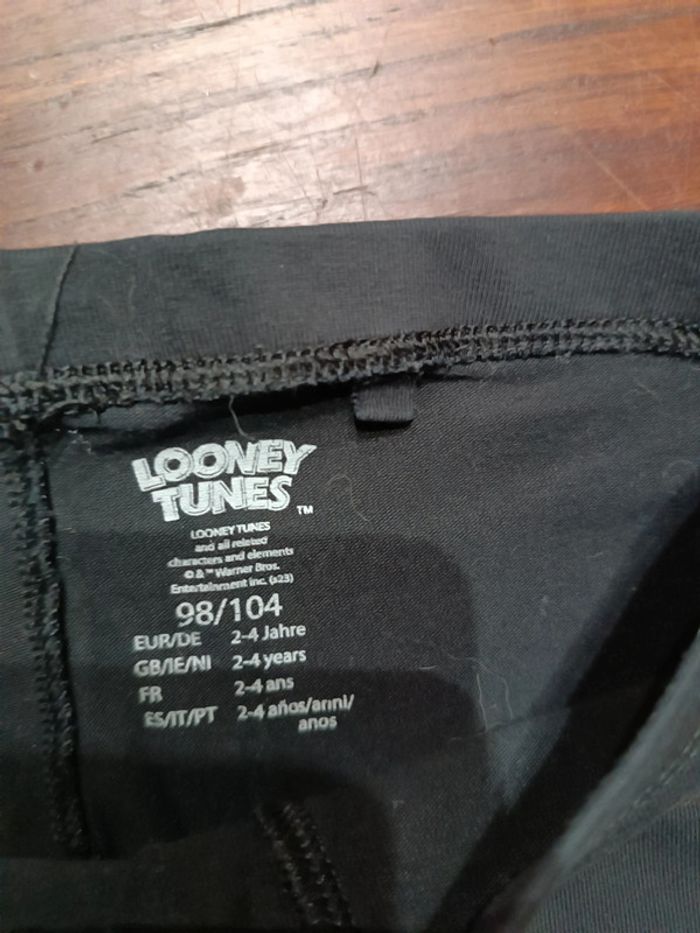 LOONEY
TUNES ™
LOONEY TUNES
and all related
characters and elements
© & ™ Warner Bros.
Entertainment Inc. (s23)
98/104
EUR/DE 2-4 Jahre
GB/IE/NI 2-4 years
FR 2-4 ans
ES/IT/PT 2-4 años/anni/
anos